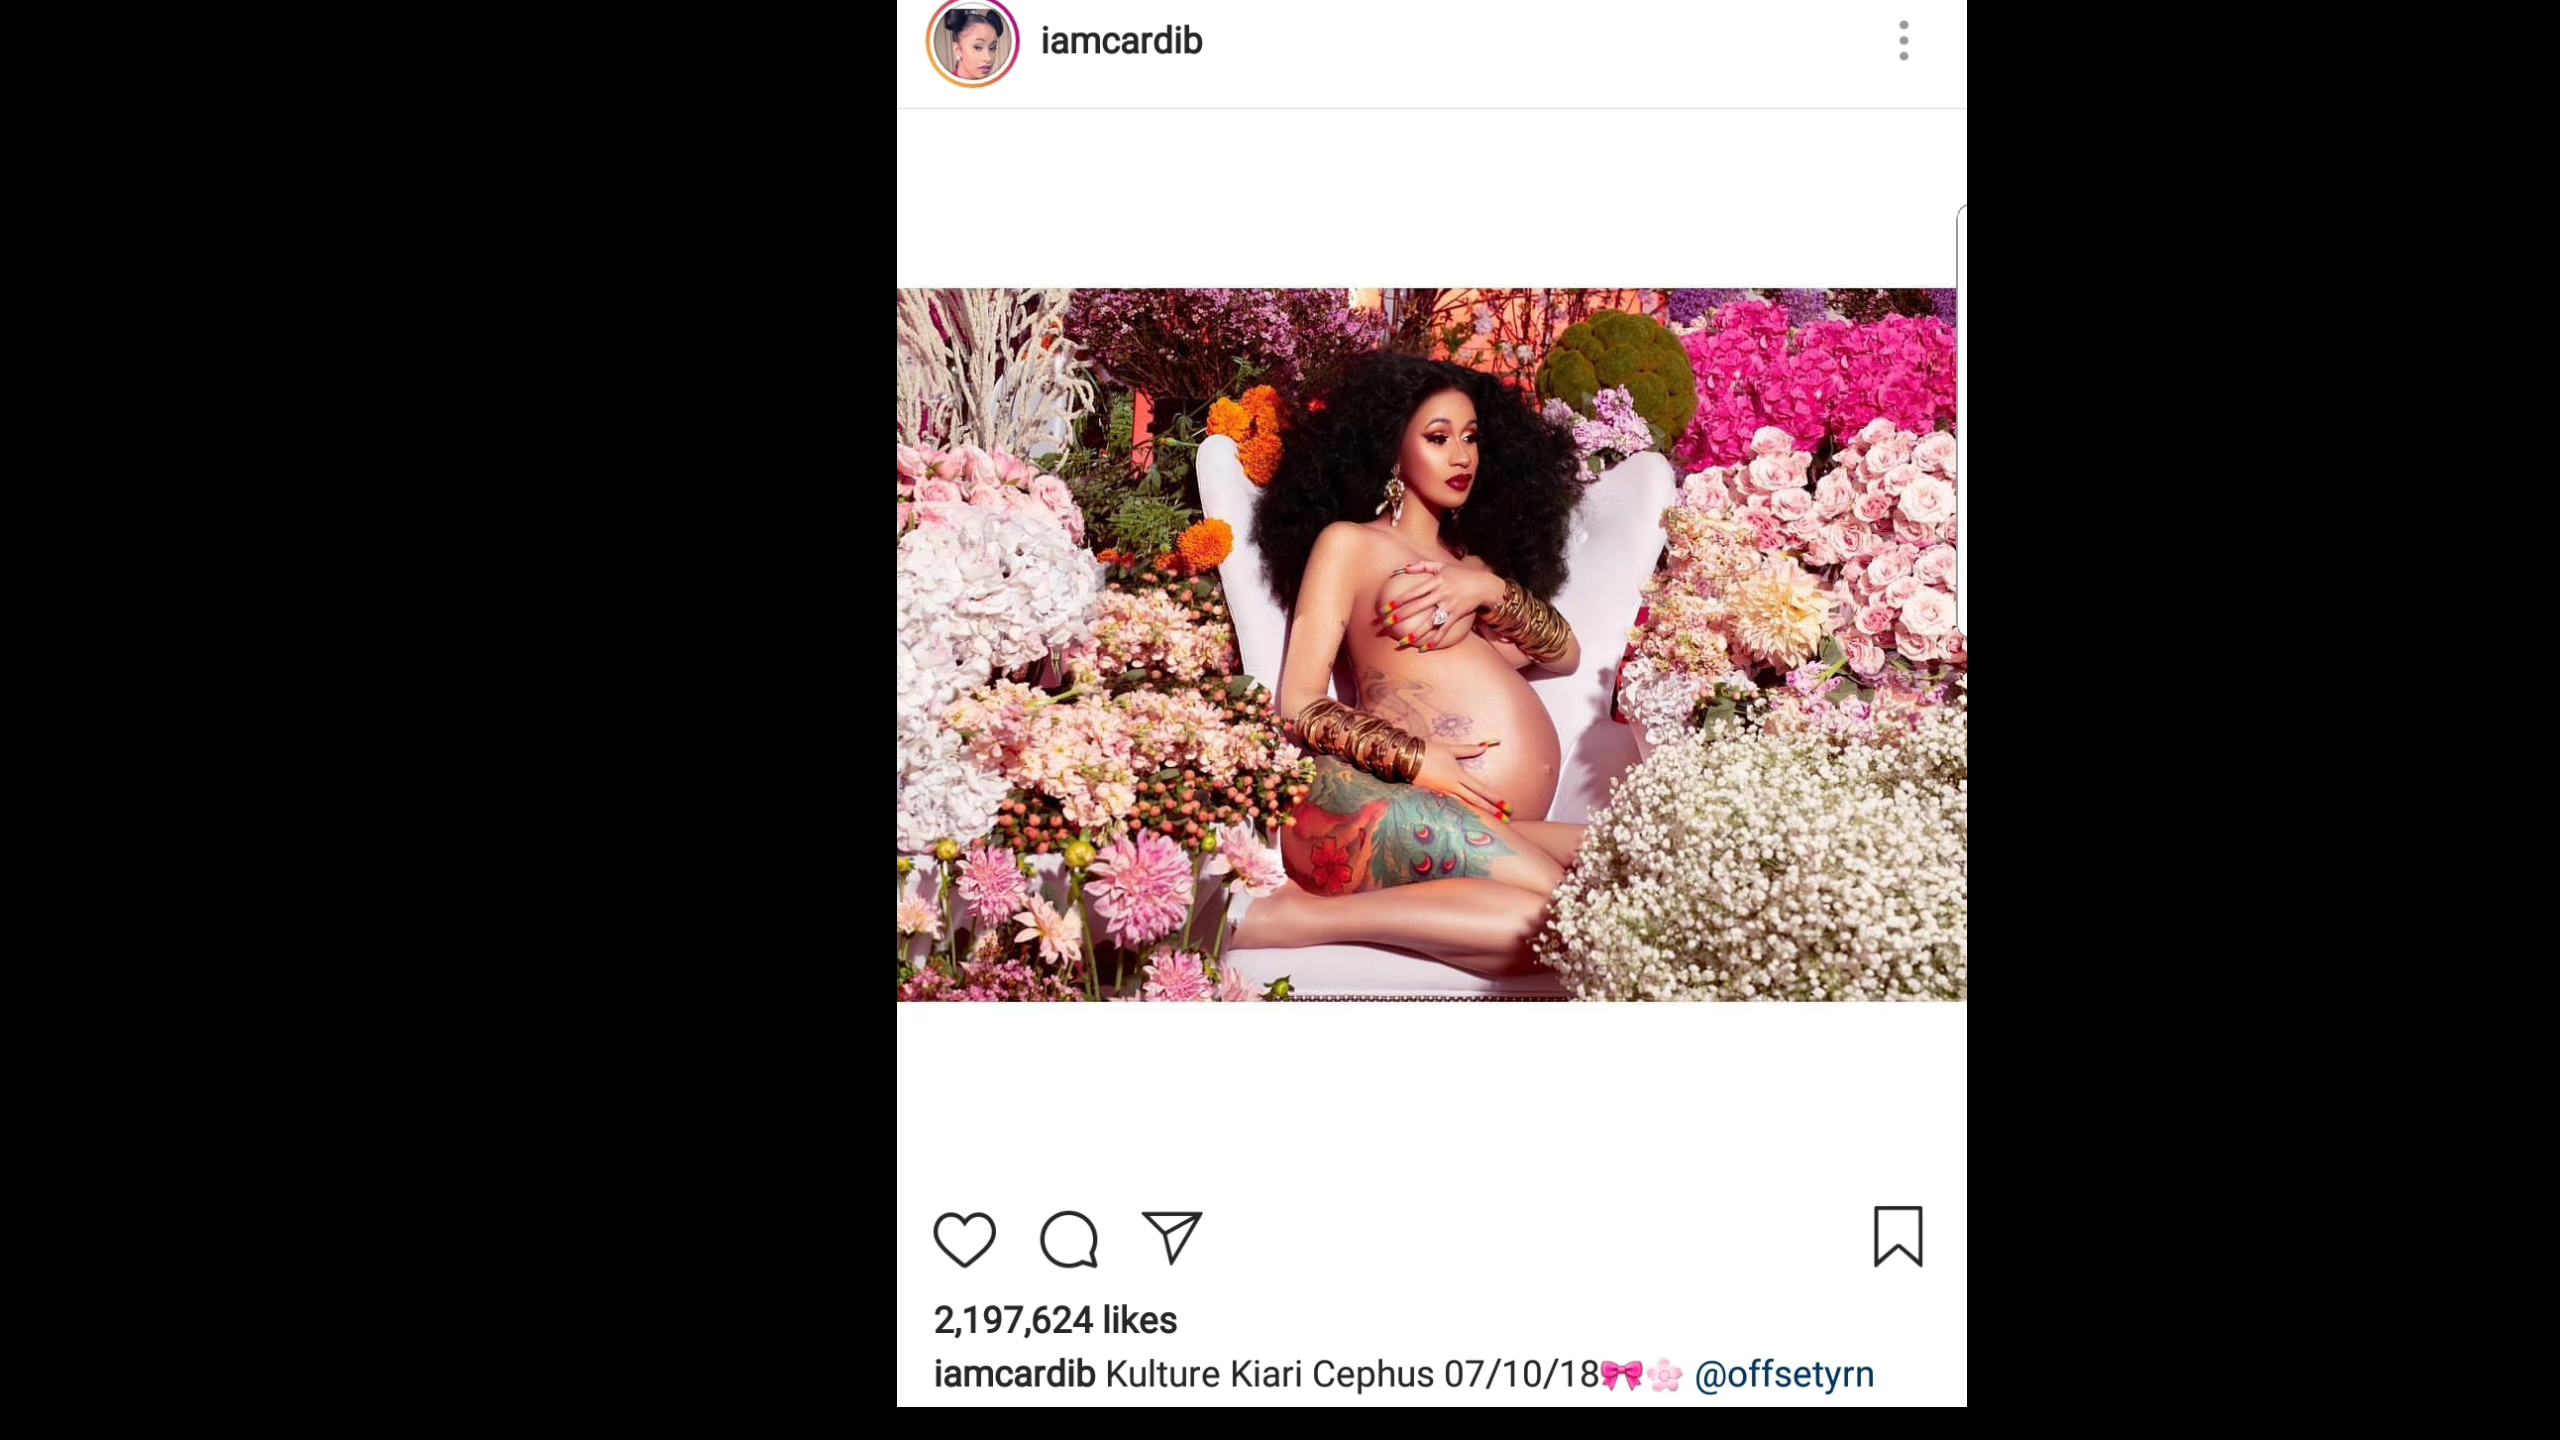 iamcardib
2,197,624 likes
iamcardib Kulture Kiari Cephus 07/10/18🎀🌸 @offsetyrn